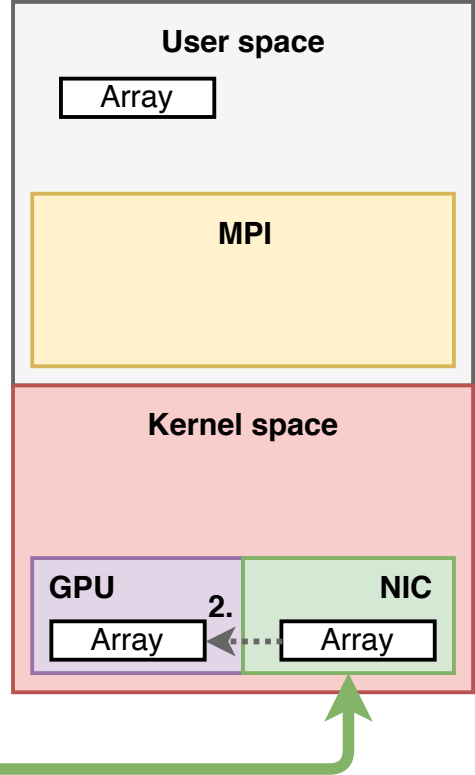 User space
Array
MPI
Kernel space
GPU
NIC
2.
Array
Array